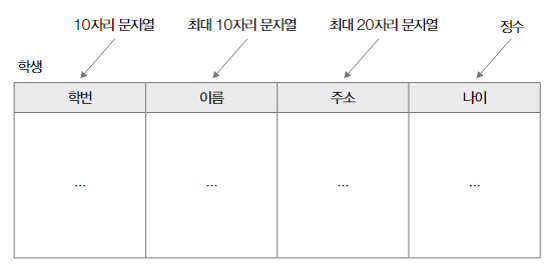 10자리 문자열 최대 10자리 문자열 최대 20자리 문자열 정수
학생
학번 이름 주소 나이
... ... ... ...